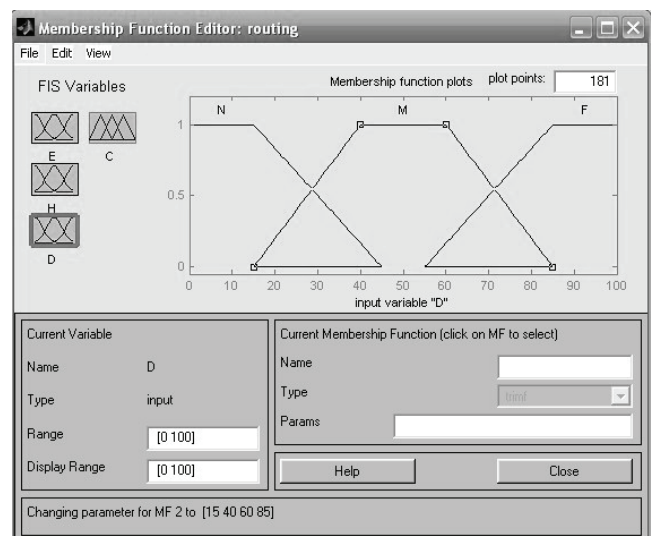 Membership Function Editor: routing
File Edit View
FIS Variables
Membership function plots plot points: 181
E C
H
D
N M F
1
0.5
0
0 10 20 30 40 50 60 70 80 90 100
input variable "D"
Current Variable
Name D
Type input
Range [0 100]
Display Range [0 100]
Current Membership Function (click on MF to select)
Name
Type trimf
Params
Help Close
Changing parameter for MF 2 to [15 40 60 85]